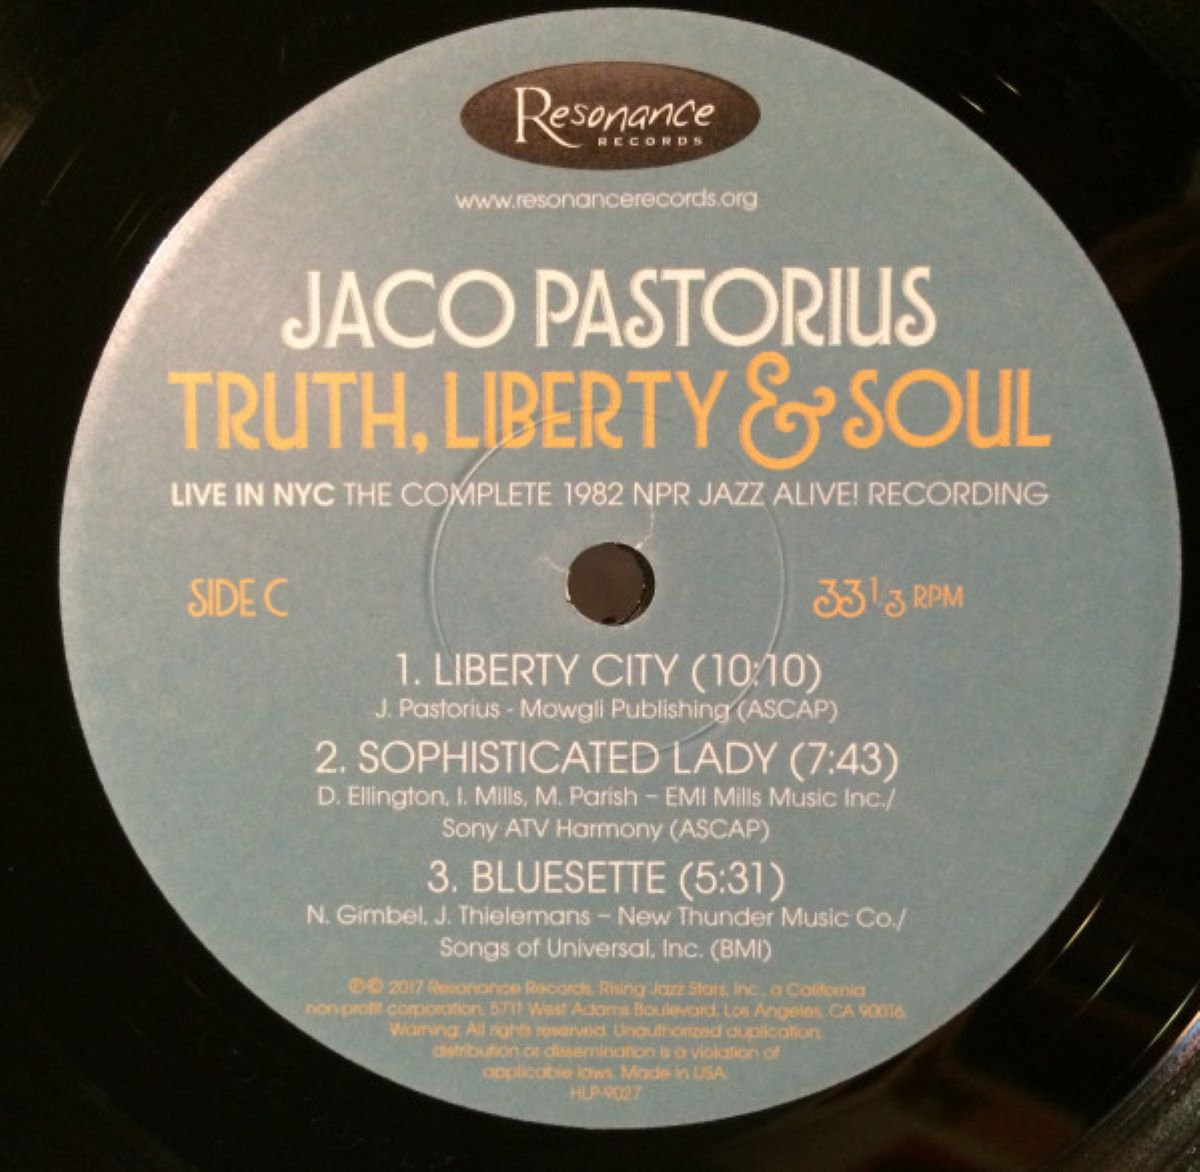 Resonance
RECORDS
www.resonancerecords.org
JACO PASTORIUS
TRUTH, LIBERTY & SOUL
LIVE IN NYC THE COMPLETE 1982 NPR JAZZ ALIVE! RECORDING
SIDE C 33 1/3 RPM
1. LIBERTY CITY (10:10)
J. Pastorius - Mowgli Publishing (ASCAP)
2. SOPHISTICATED LADY (7:43)
D. Ellington, I. Mills, M. Parish – EMI Mills Music Inc./
Sony ATV Harmony (ASCAP)
3. BLUESETTE (5:31)
N. Gimbel, J. Thielemans – New Thunder Music Co./
Songs of Universal, Inc. (BMI)
℗© 2017 Resonance Records, Rising Jazz Stars, Inc., a California
non-profit corporation, 5711 West Adams Boulevard, Los Angeles, CA 90016.
Warning: All rights reserved. Unauthorized duplication,
distribution or dissemination is a violation of
applicable laws. Made in USA.
HLP-9027